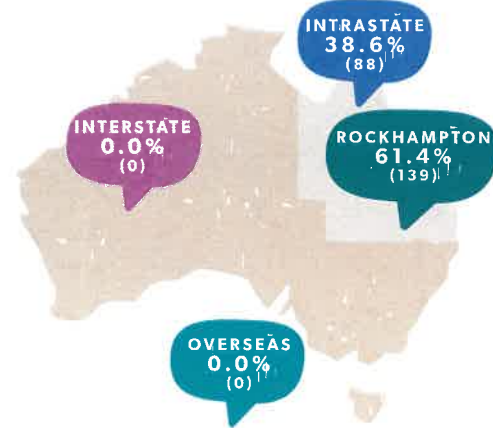 INTRASTATE
38.6%
(88)
INTERSTATE
0.0%
(0)
ROCKHAMPTON
61.4%
(139)
OVERSEAS
0.0%
(0)